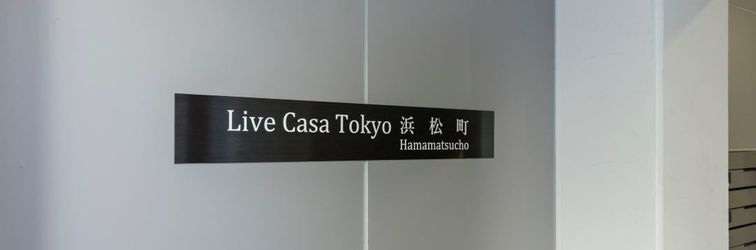 Live Casa Tokyo 浜松町
Hamamatsucho